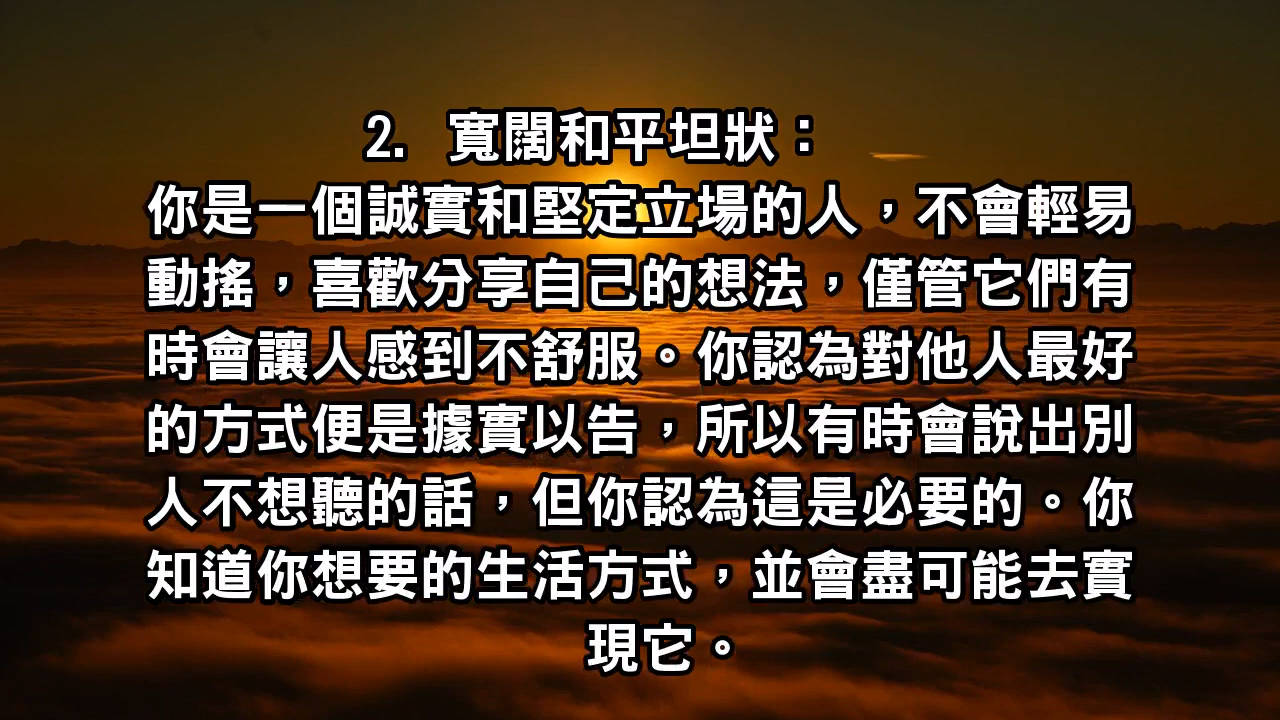 2. 寬闊和平坦狀：
你是一個誠實和堅定立場的人，不會輕易
動搖，喜歡分享自己的想法，僅管它們有
時會讓人感到不舒服。你認為對他人最好
的方式便是據實以告，所以有時會說出別
人不想聽的話，但你認為這是必要的。你
知道你想要的生活方式，並會盡可能去實
現它。